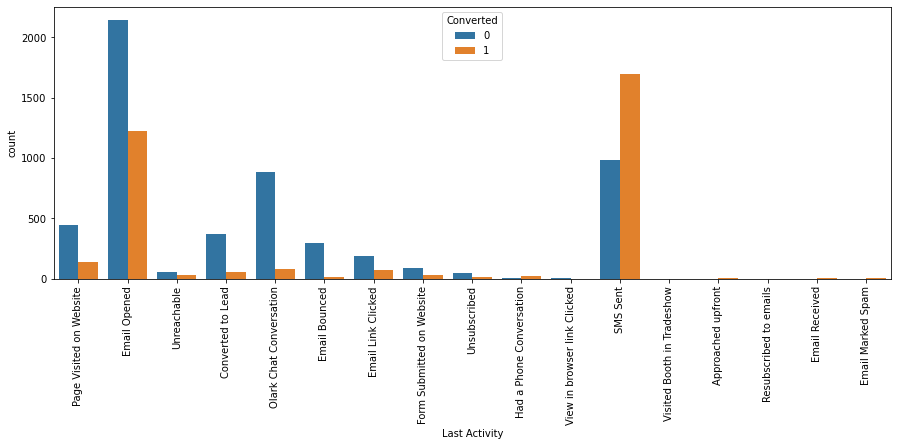 Converted
0
1
2000
1500
1000
500
0
count
Page Visited on Website
Email Opened
Unreachable
Converted to Lead
Olark Chat Conversation
Email Bounced
Email Link Clicked
Form Submitted on Website
Unsubscribed
Had a Phone Conversation
View in browser link Clicked
SMS Sent
Visited Booth in Tradeshow
Approached upfront
Resubscribed to emails
Email Received
Email Marked Spam
Last Activity